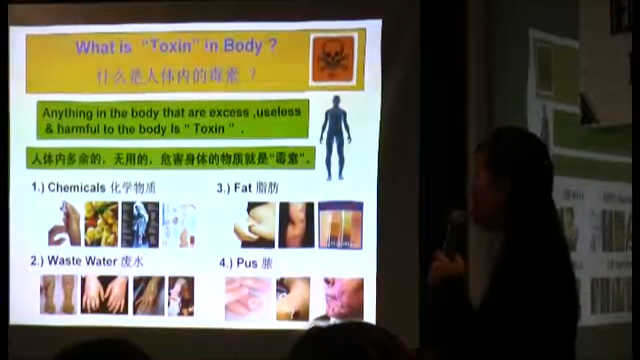 What is “Toxin” in Body ?
什么是人体内的毒素 ？
Anything in the body that are excess ,useless
& harmful to the body is “ Toxin ” .
人体内多余的，无用的，危害身体的物质就是“毒素”。
1.) Chemicals 化学物质
3.) Fat 脂肪
2.) Waste Water 废水
4.) Pus 脓